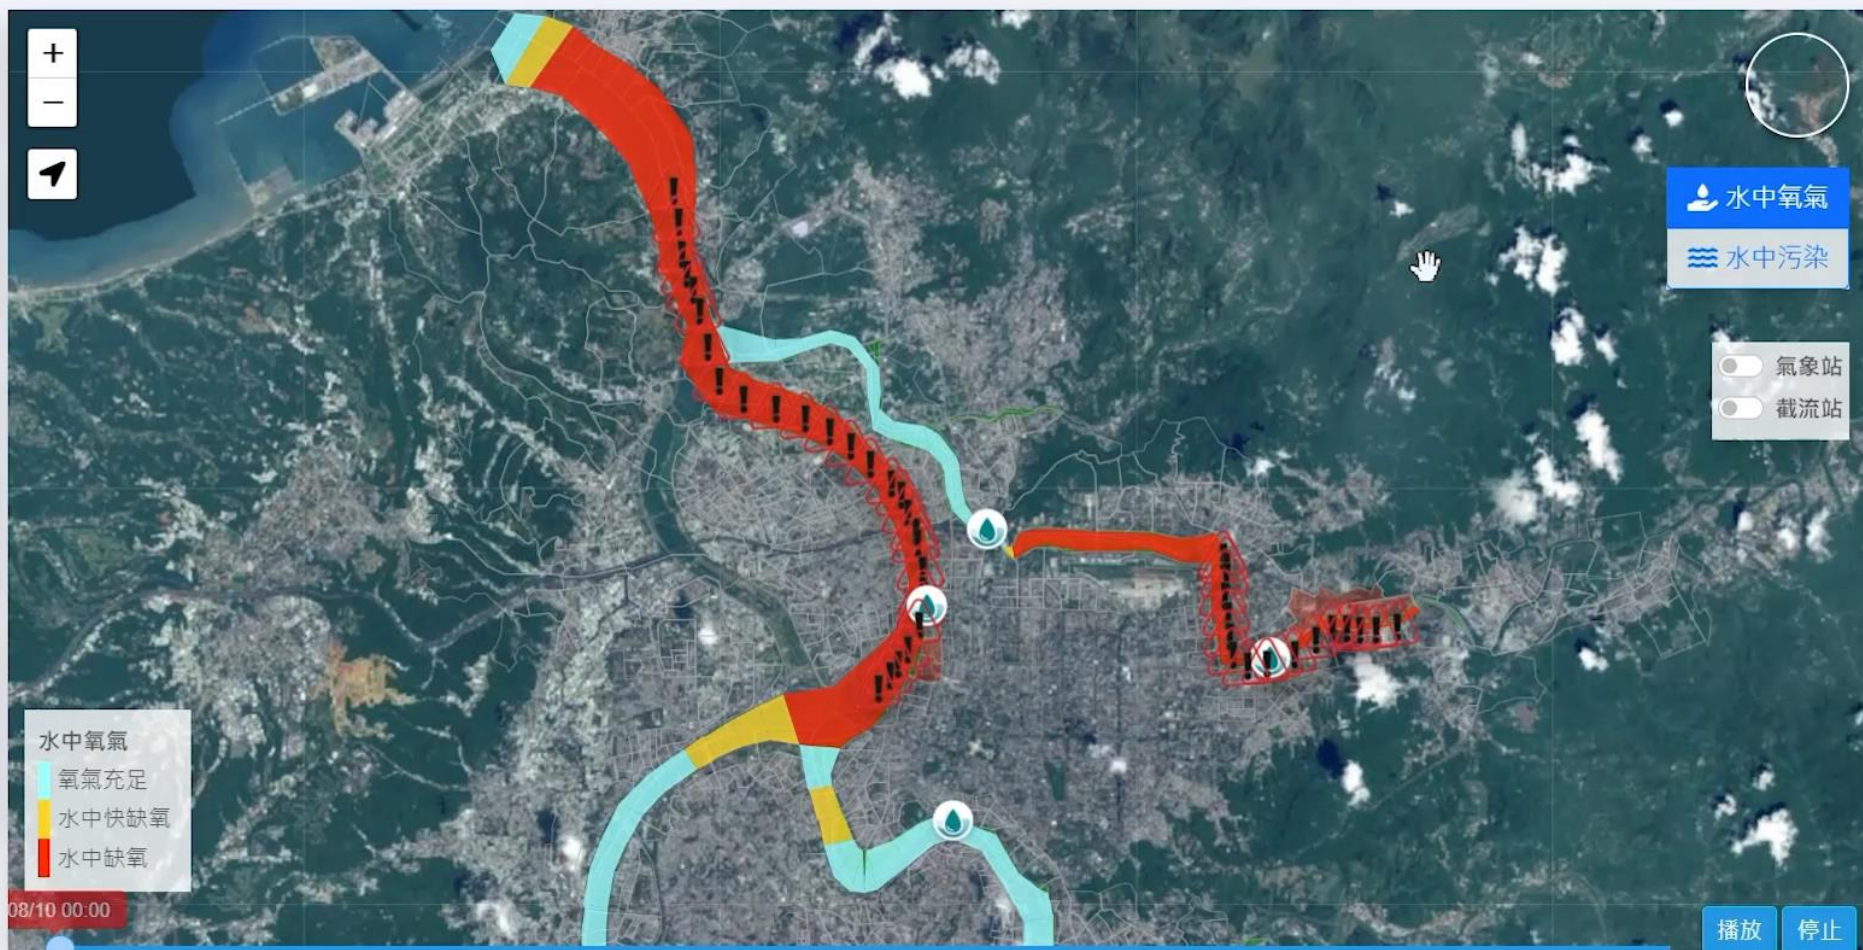 +
−
水中氧氣
水中污染
氣象站
截流站
水中氧氣
氧氣充足
水中快缺氧
水中缺氧
08/10 00:00
播放
停止